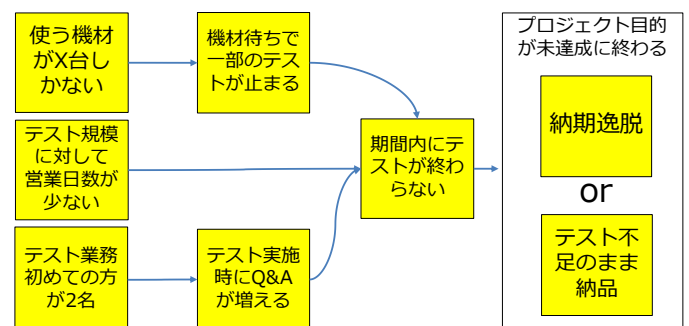 使う機材
がX台し
かない
機材待ちで
一部のテス
トが止まる
テスト規模
に対して
営業日数が
少ない
テスト業務
初めての方
が2名
テスト実施
時にQ&A
が増える
期間内にテ
ストが終わ
らない
プロジェクト目的
が未達成に終わる
納期逸脱
or
テスト不
足のまま
納品